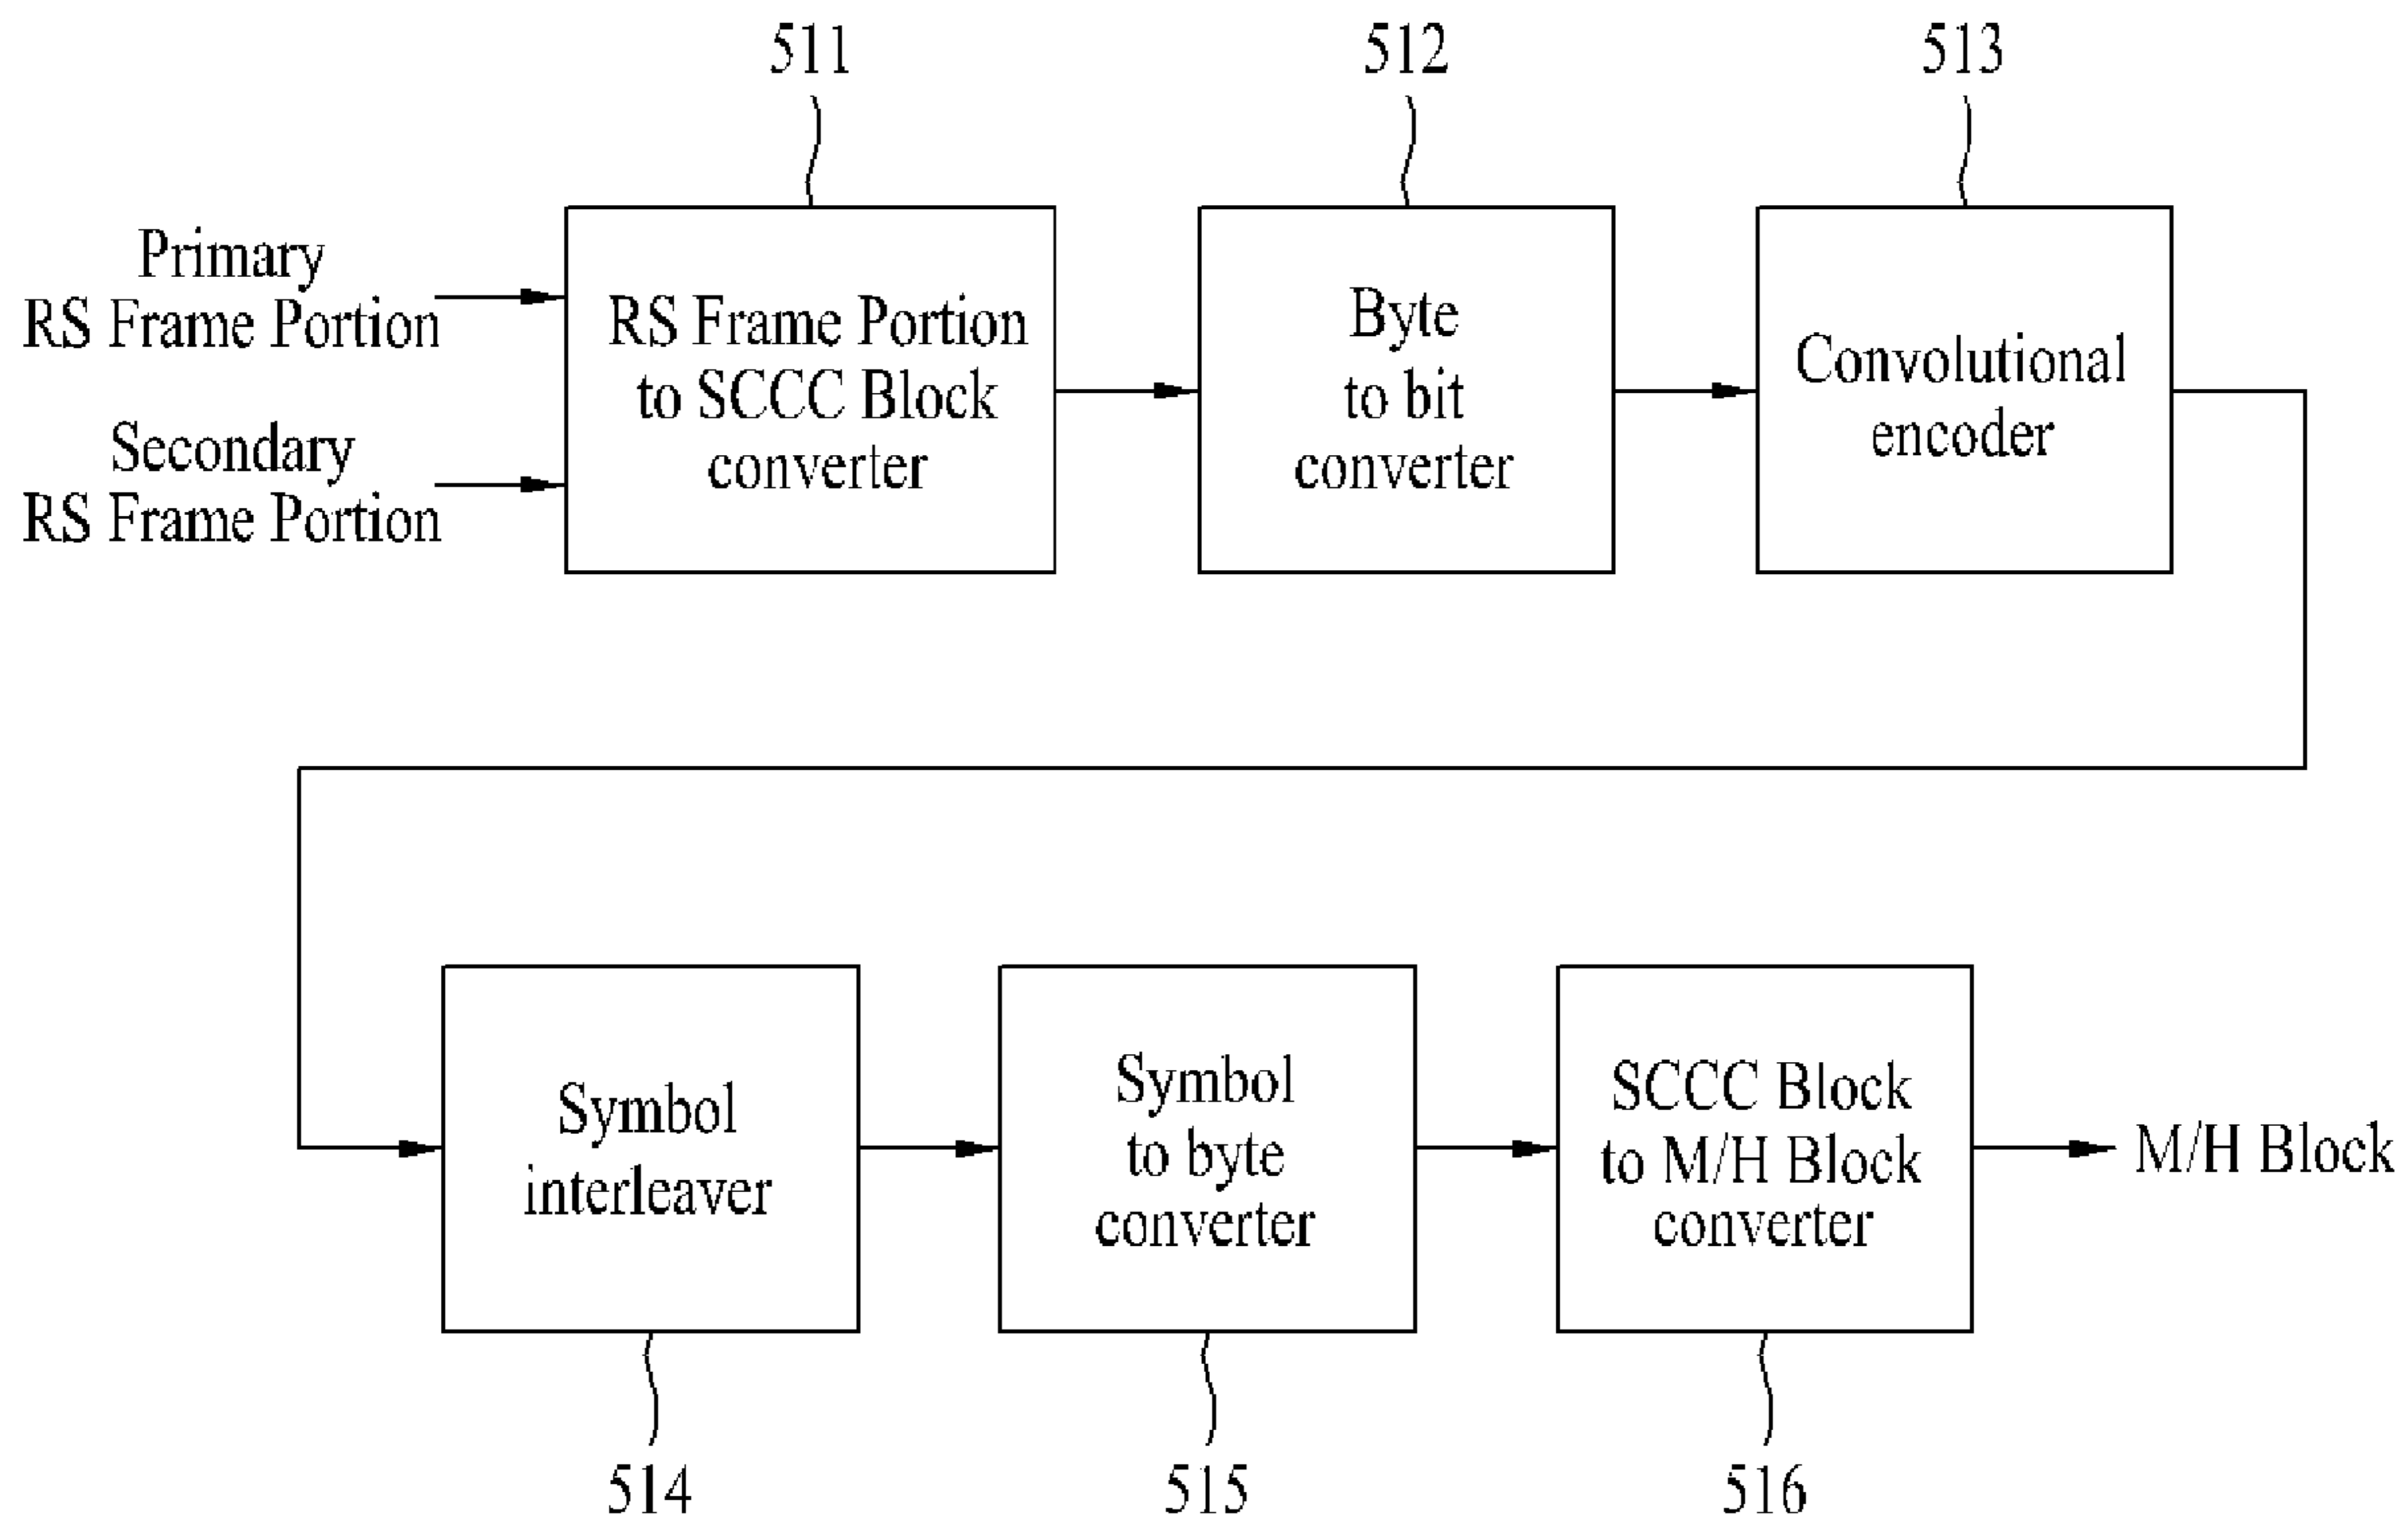 511
512
513
Primary
RS Frame Portion
Secondary
RS Frame Portion
RS Frame Portion
to SCCC Block
converter
Byte
to bit
converter
Convolutional
encoder
Symbol
interleaver
Symbol
to byte
converter
SCCC Block
to M/H Block
converter
M/H Block
514
515
516